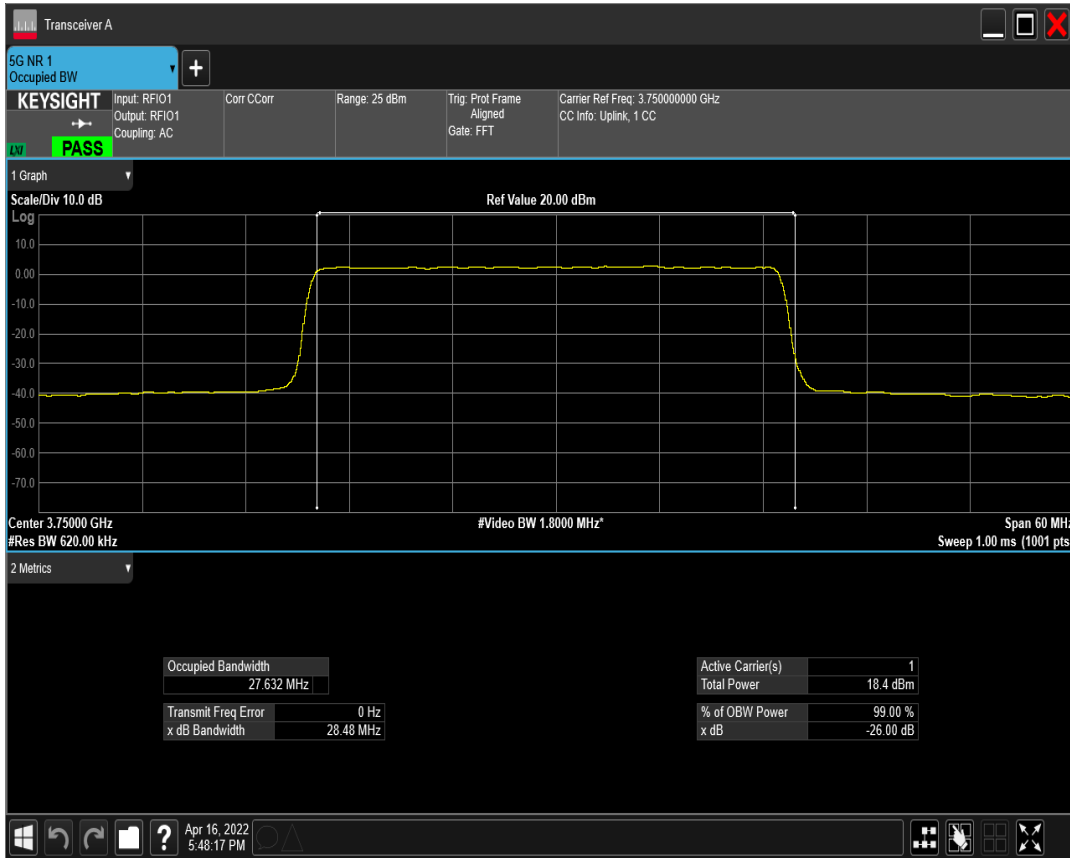 Transceiver A
5G NR 1
Occupied BW
KEYSIGHT
LXI
PASS
Input: RFIO1
Output: RFIO1
Coupling: AC
Corr CCorr
Range: 25 dBm
Trig: Prot Frame
Aligned
Gate: FFT
Carrier Ref Freq: 3.750000000 GHz
CC Info: Uplink, 1 CC
1 Graph
Scale/Div 10.0 dB
Ref Value 20.00 dBm
Log
10.0
0.00
-10.0
-20.0
-30.0
-40.0
-50.0
-60.0
-70.0
Center 3.75000 GHz
#Video BW 1.8000 MHz*
Span 60 MHz
#Res BW 620.00 kHz
Sweep 1.00 ms (1001 pts
2 Metrics
Occupied Bandwidth
27.632 MHz
Transmit Freq Error 0 Hz
x dB Bandwidth 28.48 MHz
Active Carrier(s) 1
Total Power 18.4 dBm
% of OBW Power 99.00 %
x dB -26.00 dB
?
Apr 16, 2022
5:48:17 PM